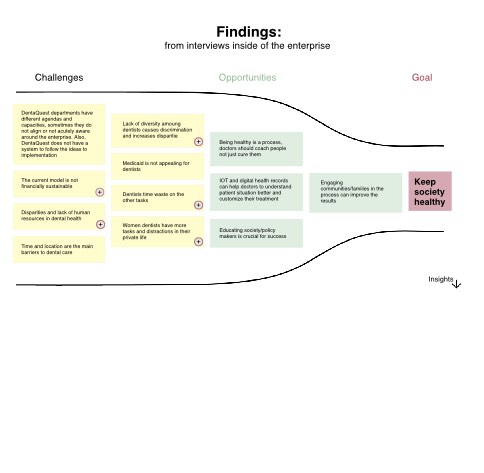 Findings:
from interviews inside of the enterprise
Challenges
Opportunities
Goal
DentaQuest departments have
different agendas and
capacities, sometimes they do
not align or not acutely aware
around the enterprise. Also,
DentaQuest does not have a
system to follow the ideas to
implementation
The current model is not
financially sustainable
Disparities and lack of human
resources in dental health
Time and location are the main
barriers to dental care
Lack of diversity amoung
dentists causes discrimination
and increases disparitie
Medicaid is not appealing for
dentists
Dentists time waste on the
other tasks
Women dentists have more
tasks and distractions in their
private life
Being healthy is a process,
doctors should coach people
not just cure them
IOT and digital health records
can help doctors to understand
patient situation better and
customize their treatment
Educating society/policy
makers is crucial for success
Engaging
communities/families in the
process can improve the
results
Keep
society
healthy
Insights